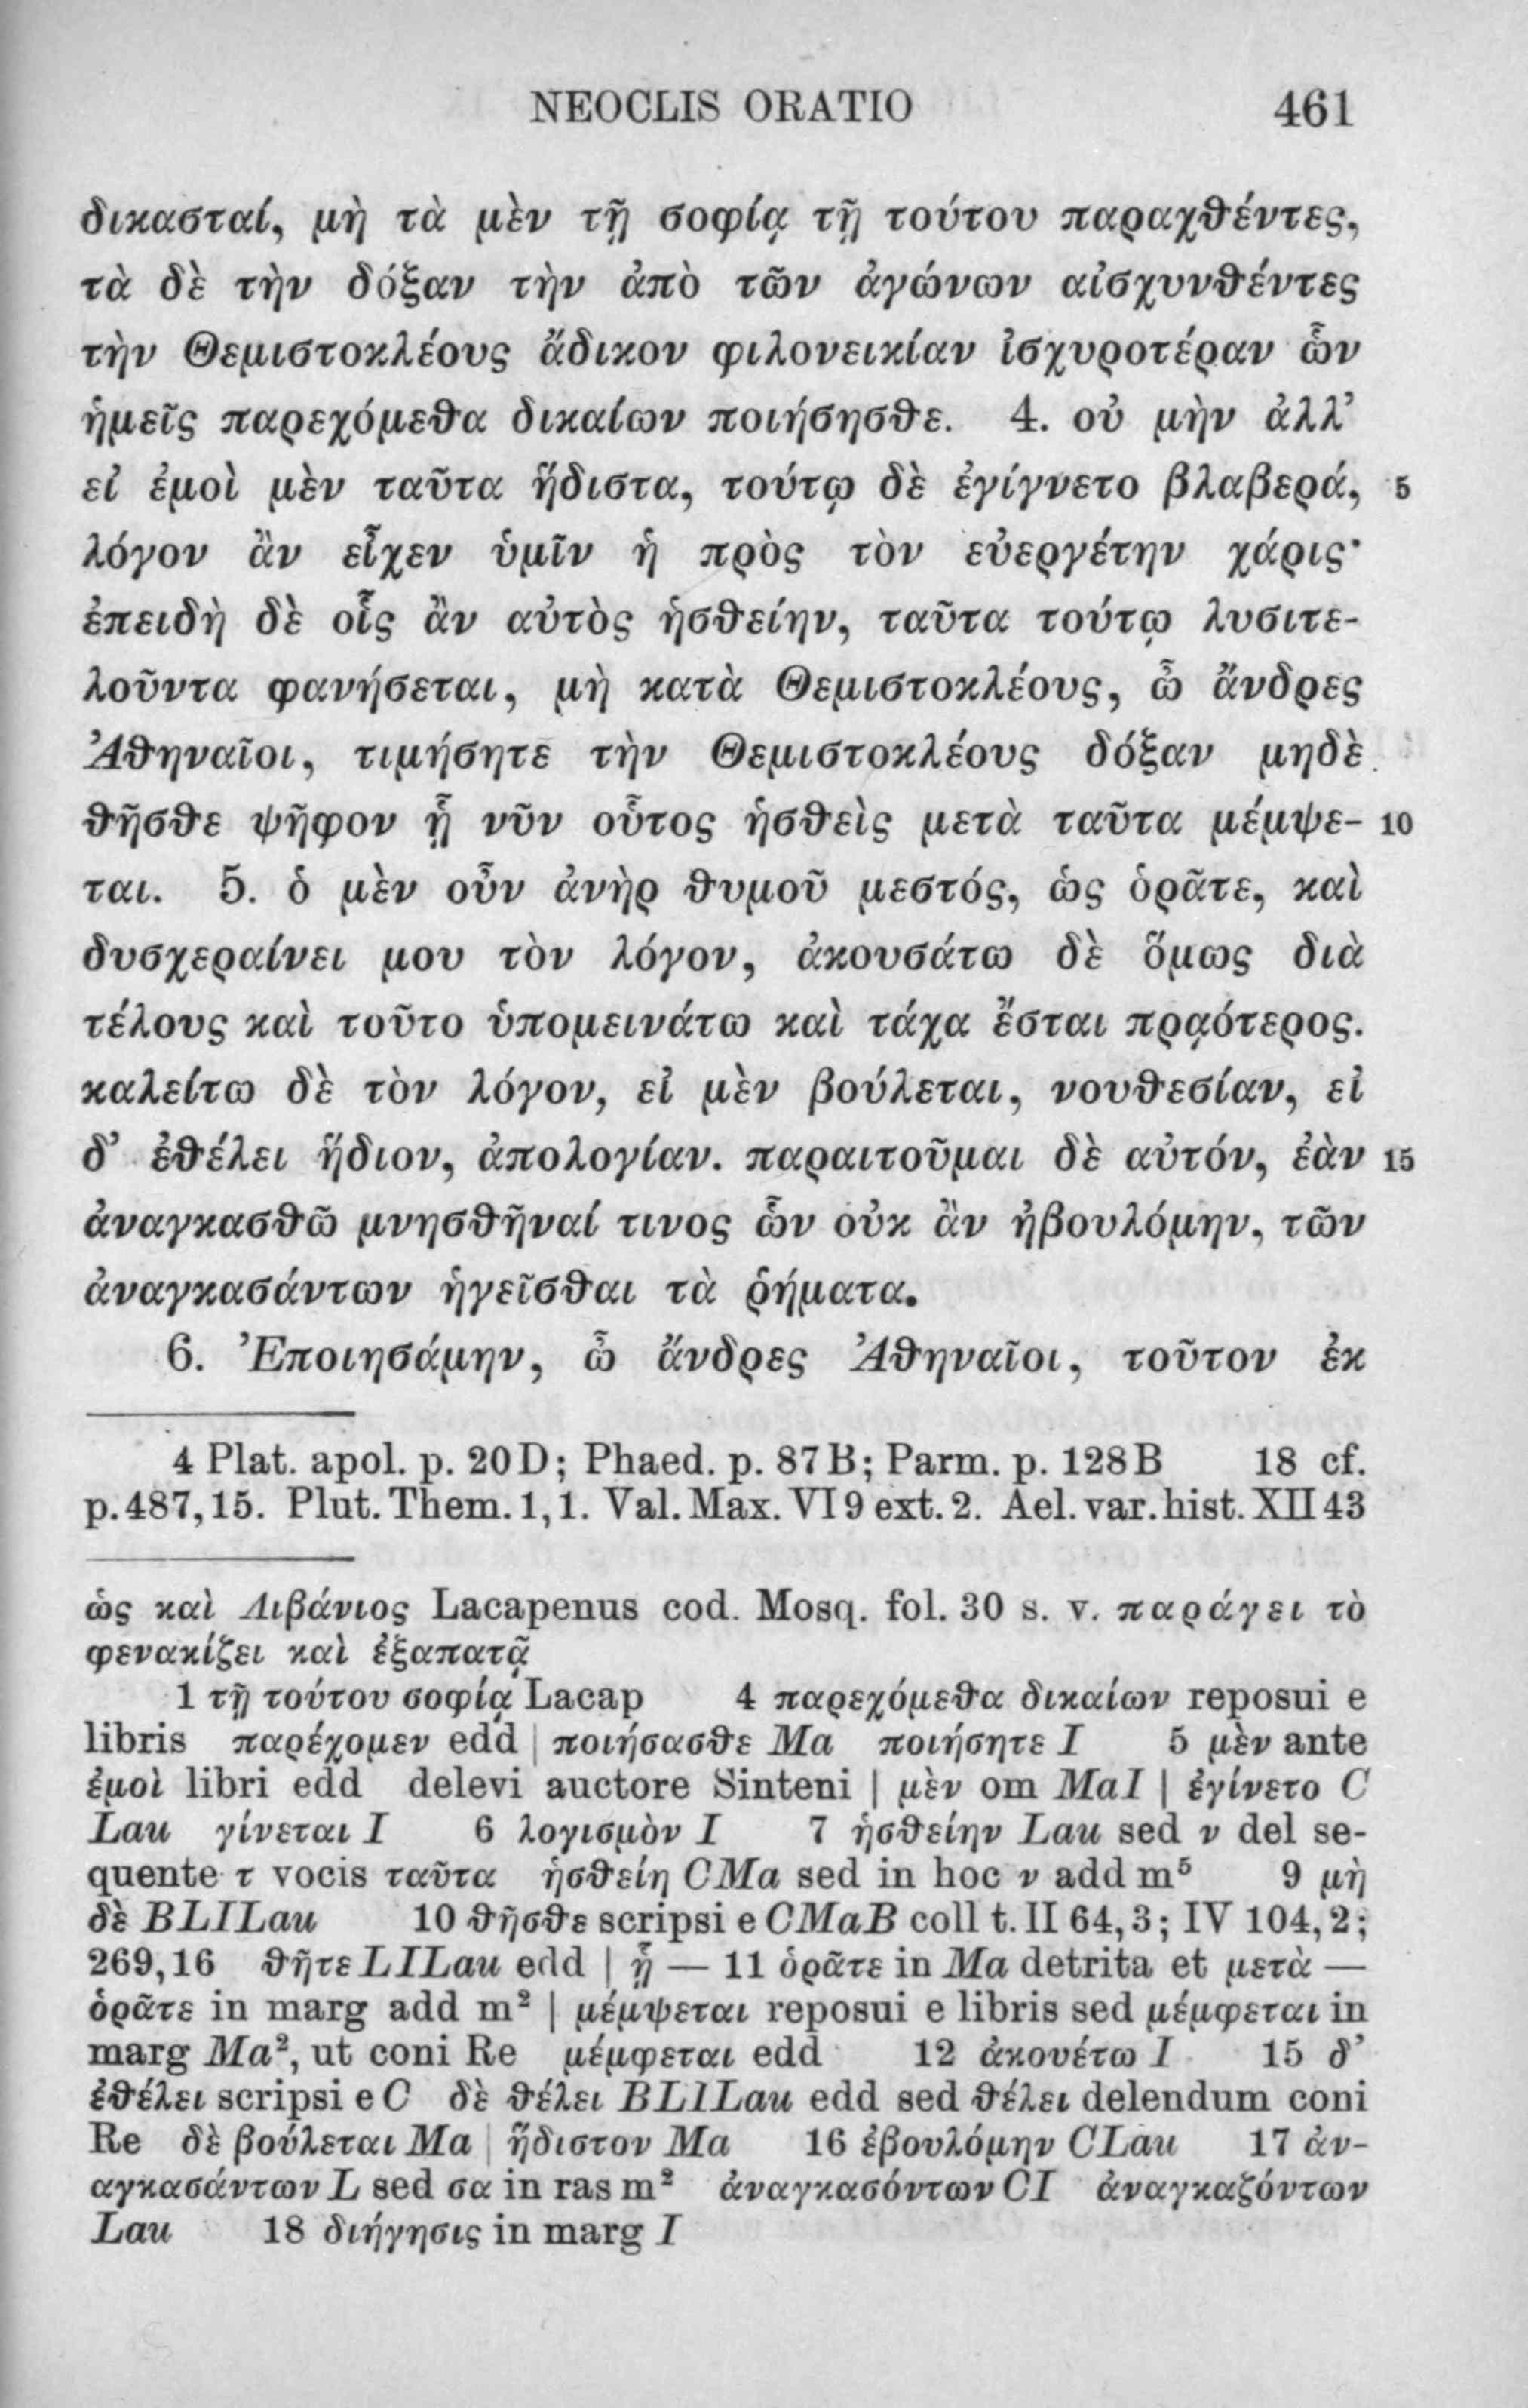 NEOCLIS ORATIO 461
δικασταί, μὴ τὰ μὲν τῇ σοφίᾳ τῇ τούτου παραχθέντες,
τὰ δὲ τὴν δόξαν τὴν ἀπὸ τῶν ἀγώνων αἰσχυνθέντες
τὴν Θεμιστοκλέους ἄδικον φιλονεικίαν ἰσχυροτέραν ὧν
ἡμεῖς παρεχόμεθα δικαίων ποιήσησθε. 4. οὐ μὴν ἀλλ’
εἰ ἐμοὶ μὲν ταῦτα ἥδιστα, τούτῳ δὲ ἐγίγνετο βλαβερά, 5
λόγον ἂν εἶχεν ὑμῖν ἡ πρὸς τὸν εὐεργέτην χάρις·
ἐπειδὴ δὲ οἷς ἂν αὐτὸς ἡσθείην, ταῦτα τούτῳ λυσιτε-
λοῦντα φανήσεται, μὴ κατὰ Θεμιστοκλέους, ὦ ἄνδρες
Ἀθηναῖοι, τιμήσητε τὴν Θεμιστοκλέους δόξαν μηδὲ
θῆσθε ψῆφον ᾗ νῦν οὗτος ἡσθεὶς μετὰ ταῦτα μέμψε- 10
ται. 5. ὁ μὲν οὖν ἀνὴρ θυμοῦ μεστός, ὡς ὁρᾶτε, καὶ
δυσχεραίνει μου τὸν λόγον, ἀκουσάτω δὲ ὅμως διὰ
τέλους καὶ τοῦτο ὑπομεινάτω καὶ τάχα ἔσται πρᾳότερος.
καλείτω δὲ τὸν λόγον, εἰ μὲν βούλεται, νουθεσίαν, εἰ
δ’ ἐθέλει ἥδιον, ἀπολογίαν. παραιτοῦμαι δὲ αὐτόν, ἐὰν 15
ἀναγκασθῶ μνησθῆναί τινος ὧν οὐκ ἂν ἠβουλόμην, τῶν
ἀναγκασάντων ἡγεῖσθαι τὰ ῥήματα.
6. Ἐποιησάμην, ὦ ἄνδρες Ἀθηναῖοι, τοῦτον ἐκ
4 Plat. apol. p. 20D; Phaed. p. 87B; Parm. p. 128B 18 cf.
p. 487, 15. Plut. Them. 1, 1. Val. Max. VI 9 ext. 2. Ael. var. hist. XII 43
ὡς καὶ Λιβάνιος Lacapenus cod. Mosq. fol. 30 s. v. παράγει τὸ
φενακίζει καὶ ἐξαπατᾷ
1 τῇ τούτου σοφίᾳ Lacap 4 παρεχόμεθα δικαίων reposui e
libris παρέχομεν edd | ποιήσασθε Ma ποιήσητε I 5 μὲν ante
ἐμοὶ libri edd delevi auctore Sinteni | μὲν om MaI | ἐγίνετο C
Lau γίνεται I 6 λογισμὸν I 7 ἡσθείην Lau sed ν del se-
quente τ vocis ταῦτα ἡσθείη CMa sed in hoc ν add m⁵ 9 μὴ
δὲ BLILau 10 θῆσθε scripsi e CMaB coll t. II 64, 3; IV 104, 2;
269, 16 θῆτε LILau edd | ᾗ — 11 ὁρᾶτε in Ma detrita et μετὰ —
ὁρᾶτε in marg add m² | μέμψεται reposui e libris sed μέμφεται in
marg Ma², ut coni Re μέμφεται edd 12 ἀκουέτω I 15 δ’
ἐθέλει scripsi e C δὲ θέλει BLILau edd sed θέλει delendum coni
Re δὲ βούλεται Ma | ἥδιστον Ma 16 ἐβουλόμην CLau 17 ἀν-
αγκασάντων L sed σα in ras m² ἀναγκασόντων CI ἀναγκαζόντων
Lau 18 διήγησις in marg I